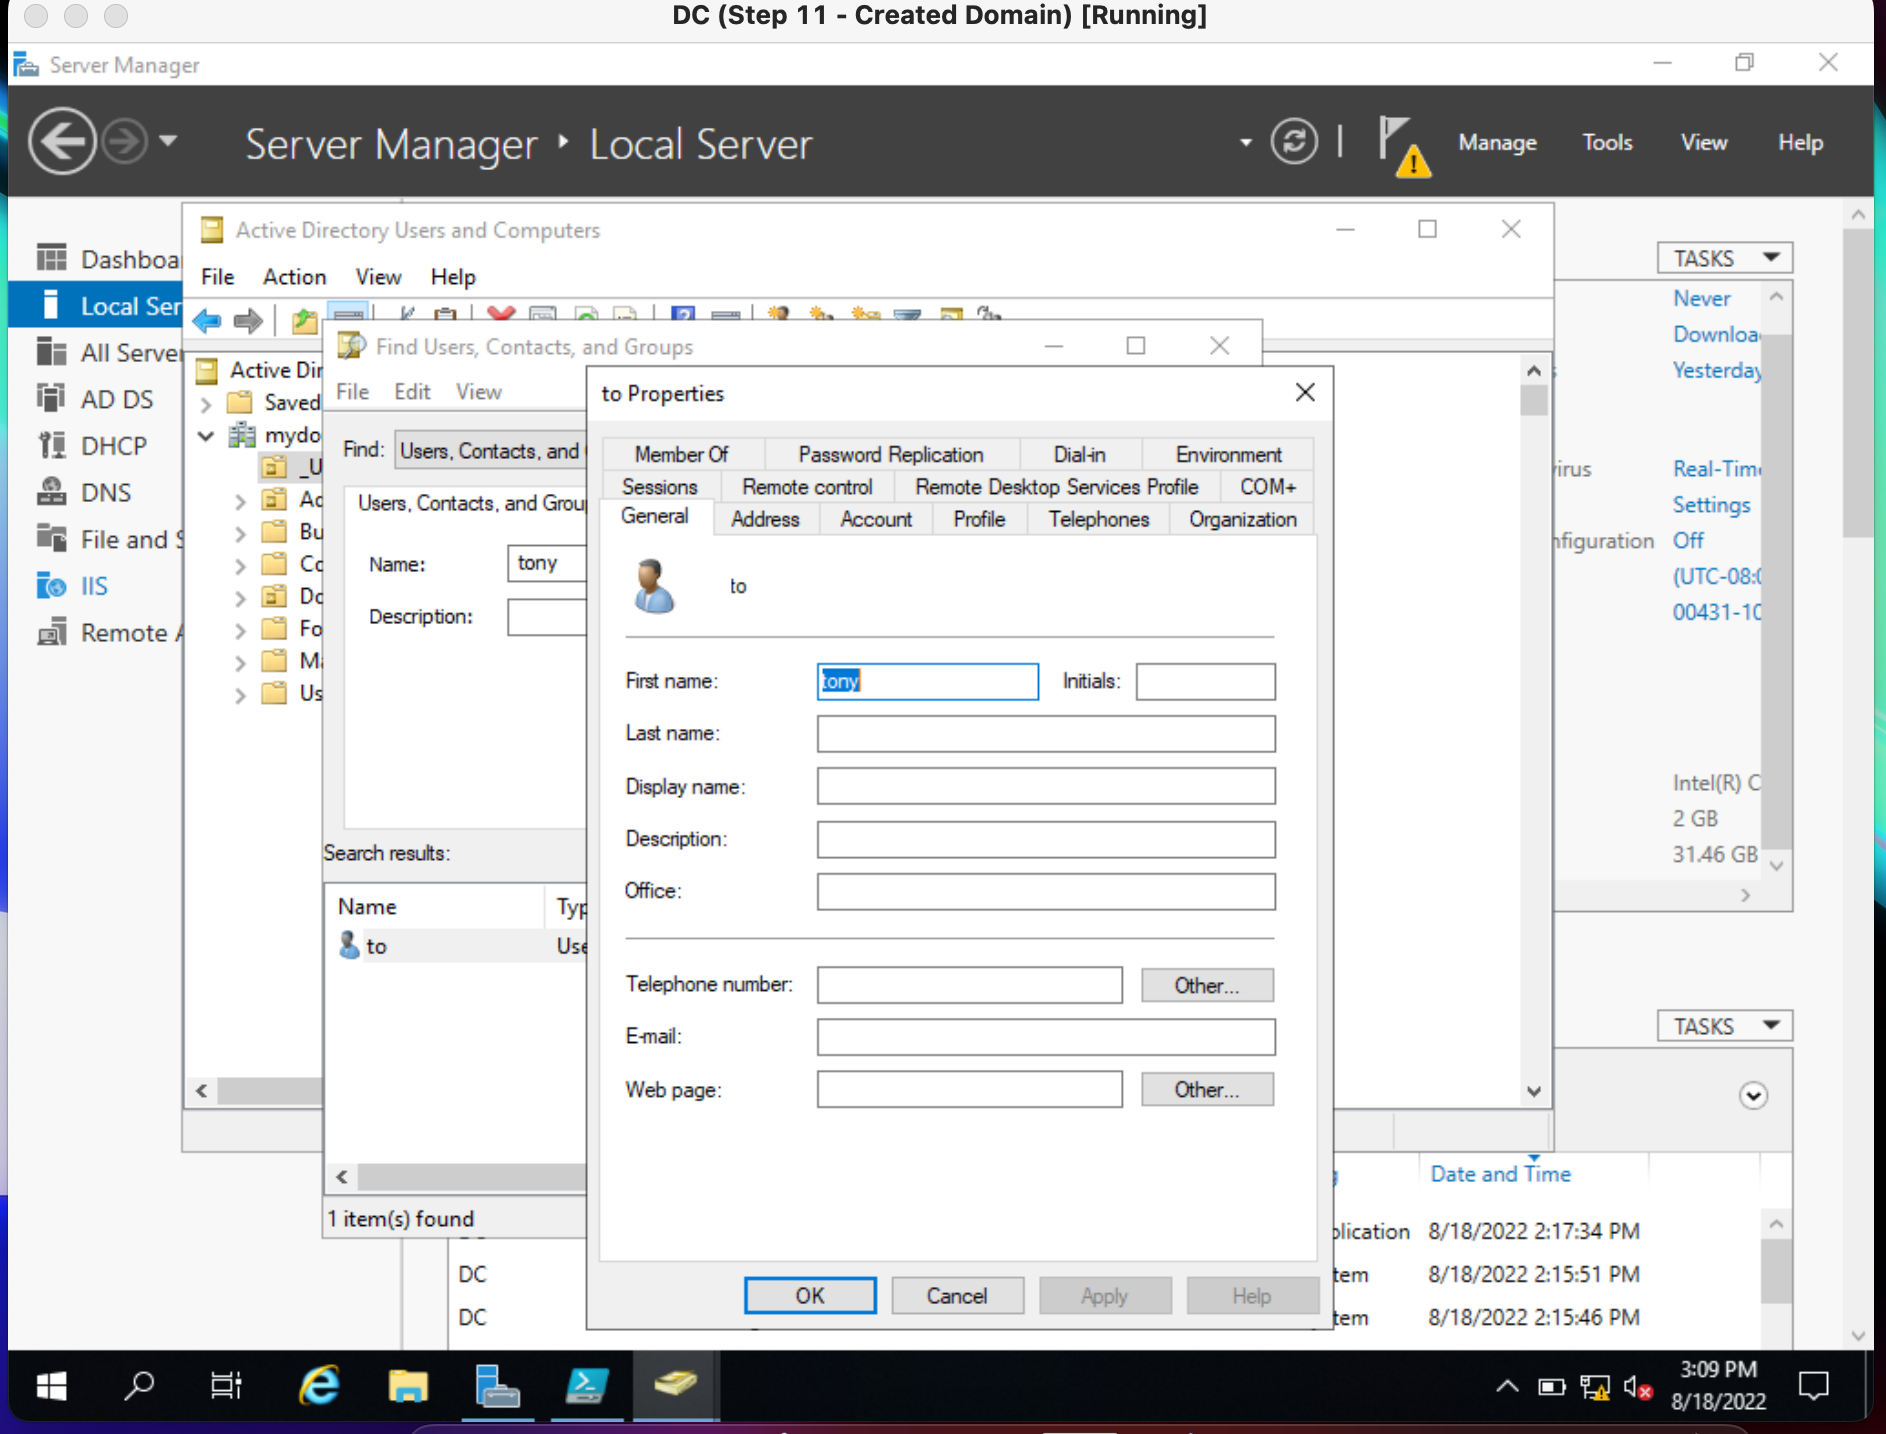 DC (Step 11 - Created Domain) [Running]
Server Manager
Server Manager ‣ Local Server
Manage Tools View Help
Dashboa
Local Ser
All Server
AD DS
DHCP
DNS
File and S
IIS
Remote A
Active Directory Users and Computers
File Action View Help
Active Dir
Saved
mydo
_U
Ac
Bu
Co
Do
Fo
Ma
Us
Find Users, Contacts, and Groups
File Edit View
Find: Users, Contacts, and
Users, Contacts, and Grou
Name: tony
Description:
Search results:
Name Typ
to Use
1 item(s) found
to Properties
Member Of Password Replication Dial-in Environment
Sessions Remote control Remote Desktop Services Profile COM+
General Address Account Profile Telephones Organization
to
First name: tony Initials:
Last name:
Display name:
Description:
Office:
Telephone number: Other...
E-mail:
Web page: Other...
OK Cancel Apply Help
TASKS
Never
Downloa
Yesterday
irus Real-Time
Settings
nfiguration Off
(UTC-08:0
00431-10
Intel(R) C
2 GB
31.46 GB
TASKS
Date and Time
plication 8/18/2022 2:17:34 PM
DC tem 8/18/2022 2:15:51 PM
DC tem 8/18/2022 2:15:46 PM
3:09 PM
8/18/2022